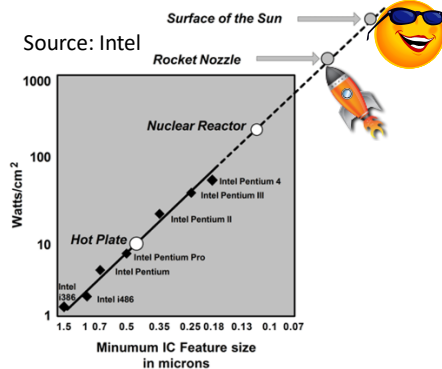 Surface of the Sun
Source: Intel
Rocket Nozzle
1000
Nuclear Reactor
100
Watts/cm2
Intel Pentium 4
Intel Pentium III
Intel Pentium II
Hot Plate
10
Intel Pentium Pro
Intel Pentium
Intel
i386
Intel i486
1
1.5 1 0.7 0.5 0.35 0.25 0.18 0.13 0.1 0.07
Minumum IC Feature size
in microns